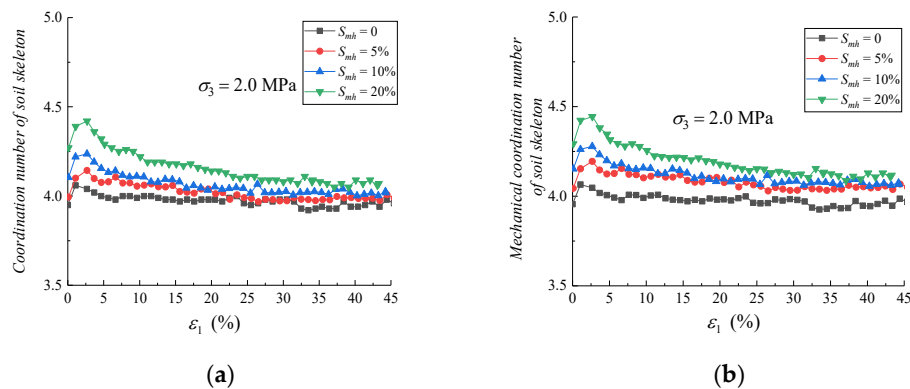 5.0
4.5
4.0
3.5
Coordination number of soil skeleton
S_mh = 0
S_mh = 5%
S_mh = 10%
S_mh = 20%
σ_3 = 2.0 MPa
0 5 10 15 20 25 30 35 40 45
ε_1 (%)
(a)
5.0
4.5
4.0
3.5
Mechanical coordination number
of soil skeleton
S_mh = 0
S_mh = 5%
S_mh = 10%
S_mh = 20%
σ_3 = 2.0 MPa
0 5 10 15 20 25 30 35 40 45
ε_1 (%)
(b)